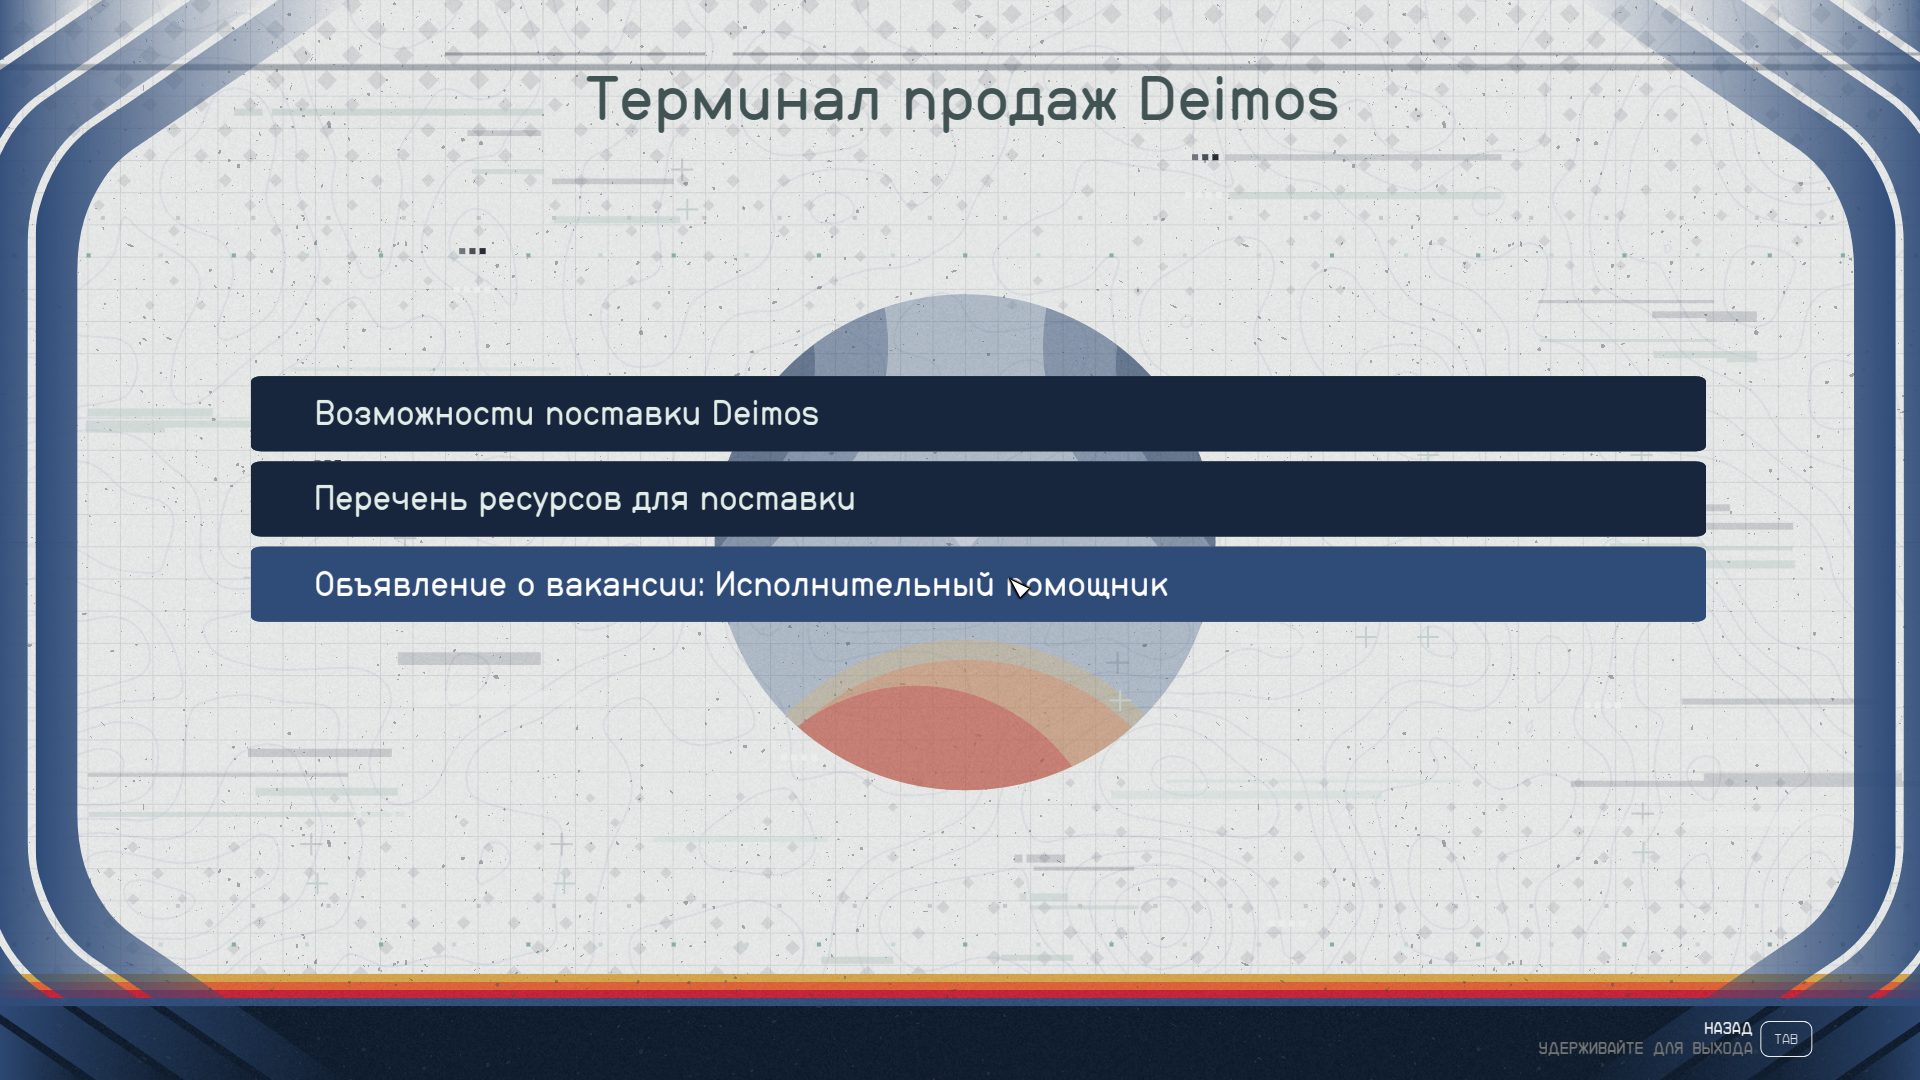 Терминал продаж Deimos
Возможности поставки Deimos
Перечень ресурсов для поставки
Объявление о вакансии: Исполнительный помощник
НАЗАД
УДЕРЖИВАЙТЕ ДЛЯ ВЫХОДА
TAB